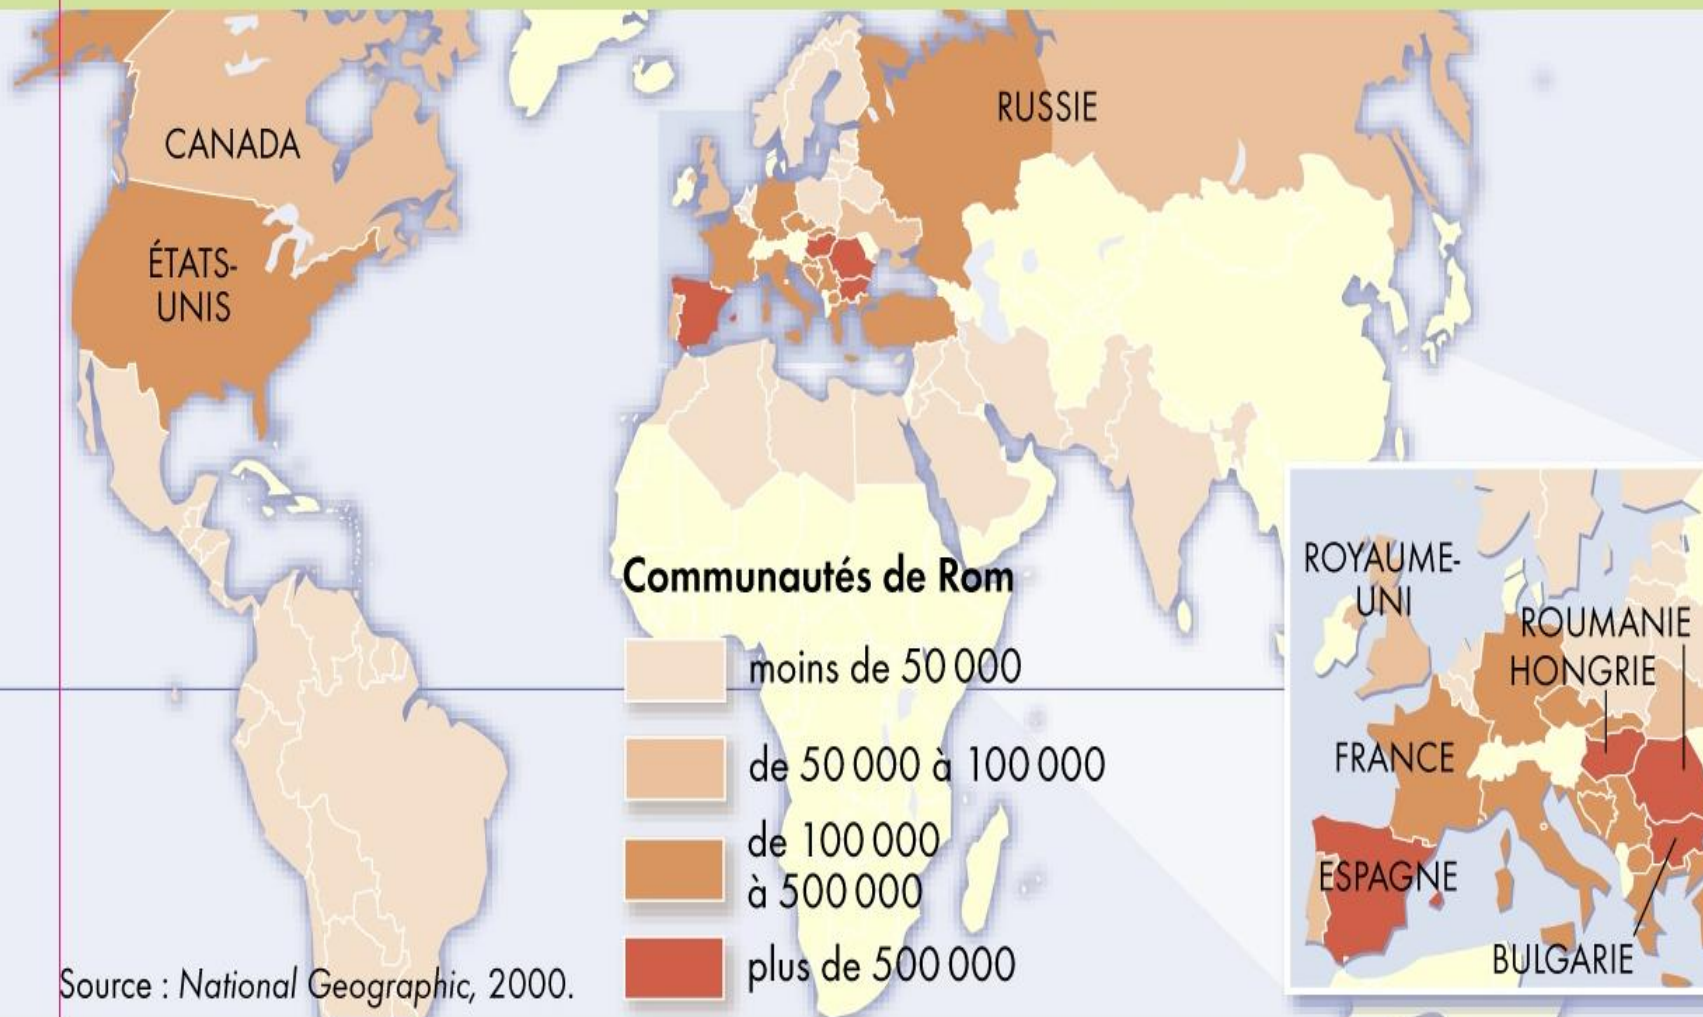 CANADA
RUSSIE
ÉTATS-
UNIS
Communautés de Rom
moins de 50 000
de 50 000 à 100 000
de 100 000
à 500 000
plus de 500 000
Source : National Geographic, 2000.
ROYAUME-
UNI
ROUMANIE
HONGRIE
FRANCE
ESPAGNE
BULGARIE